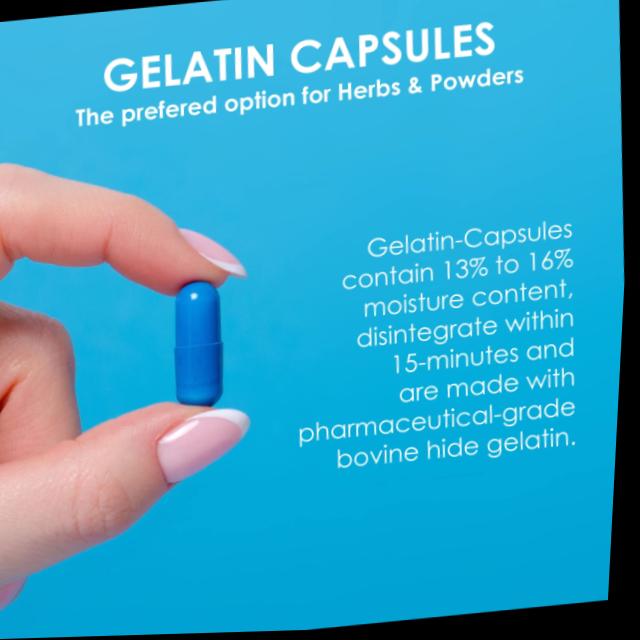 GELATIN CAPSULES
The prefered option for Herbs & Powders
Gelatin-Capsules
contain 13% to 16%
moisture content,
disintegrate within
15-minutes and
are made with
pharmaceutical-grade
bovine hide gelatin.